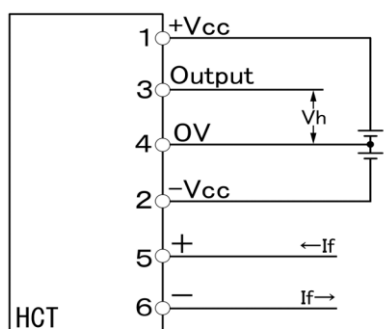 1 +Vcc
3 Output
Vh
4 0V
2 -Vcc
5 + ←If
6 - If→
HCT